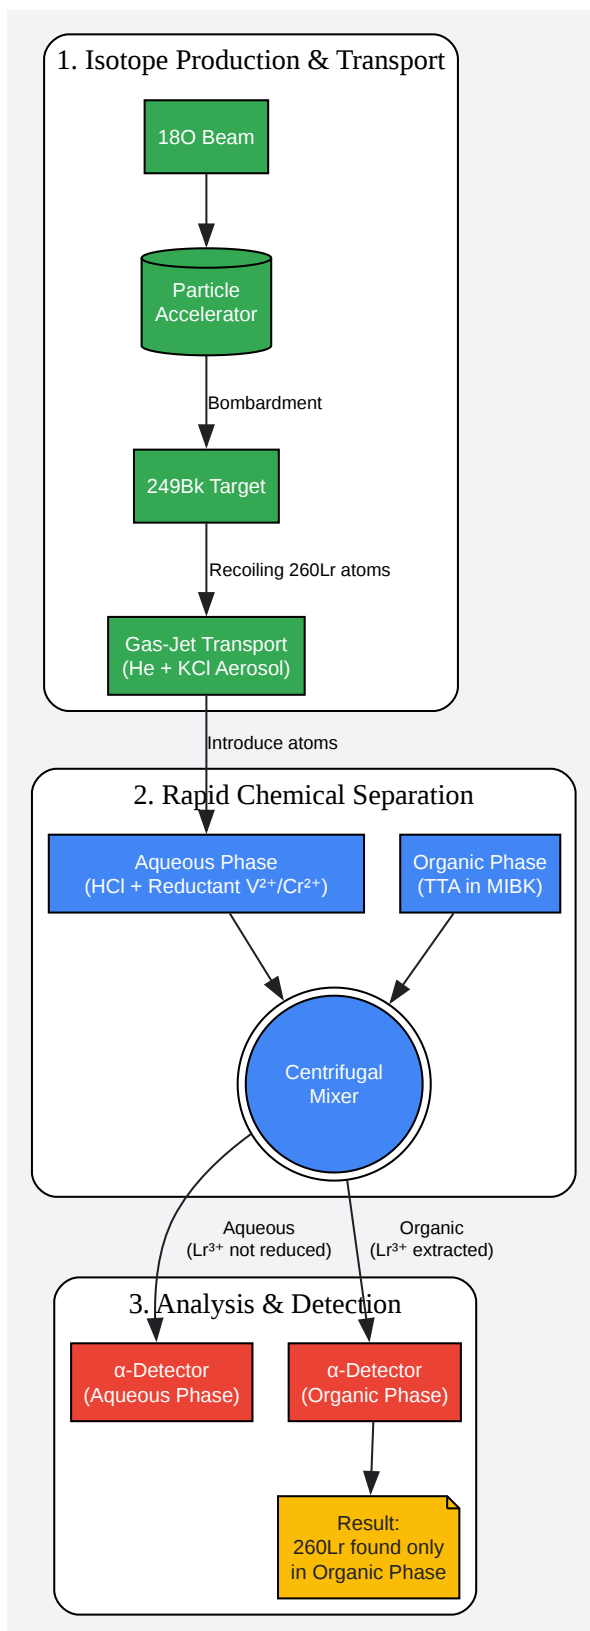 1. Isotope Production & Transport
18O Beam
Particle
Accelerator
Bombardment
249Bk Target
Recoiling 260Lr atoms
Gas-Jet Transport
(He + KCl Aerosol)
Introduce atoms
2. Rapid Chemical Separation
Aqueous Phase
(HCl + Reductant V²⁺/Cr²⁺)
Organic Phase
(TTA in MIBK)
Centrifugal
Mixer
Aqueous
(Lr³⁺ not reduced)
Organic
(Lr³⁺ extracted)
3. Analysis & Detection
α-Detector
(Aqueous Phase)
α-Detector
(Organic Phase)
Result:
260Lr found only
in Organic Phase